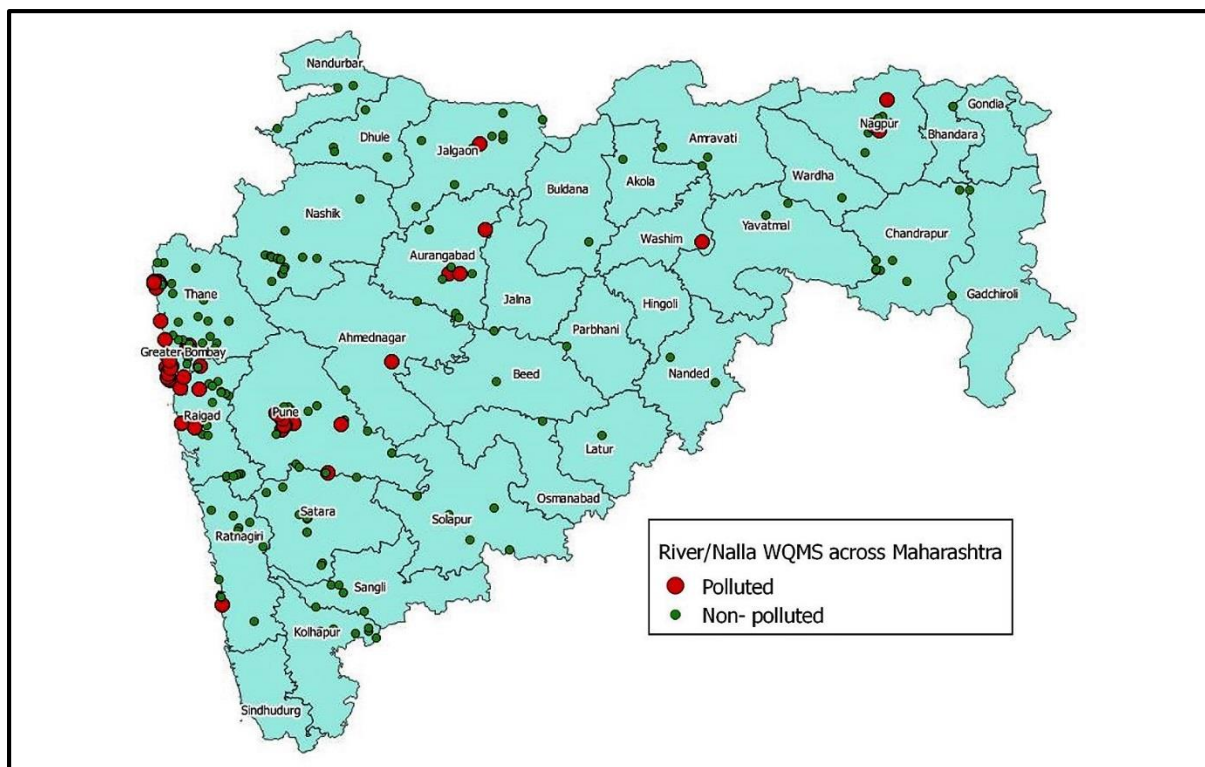 Nandurbar
Gondia
Nagpur
Dhule
Bhandara
Amravati
Jalgaon
Wardha
Akola
Buldana
Nashik
Yavatmal
Chandrapur
Washim
Aurangabad
Thane
Gadchiroli
Jalna
Hingoli
Parbhani
Ahmednagar
Greater Bombay
Beed
Nanded
Pune
Raigad
Latur
Osmanabad
Satara
Solapur
Ratnagiri
Sangli
Kolhapur
Sindhudurg
River/Nalla WQMS across Maharashtra
Polluted
Non- polluted